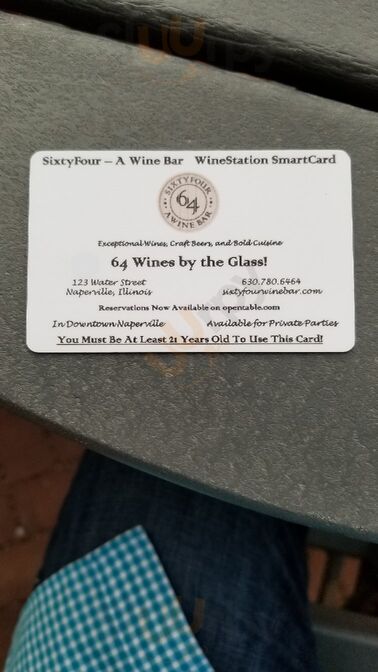 SixtyFour – A Wine Bar WineStation SmartCard
SIXTYFOUR
64
A WINE BAR
Exceptional Wines, Craft Beers, and Bold Cuisine
64 Wines by the Glass!
123 Water Street 630.780.6464
Naperville, Illinois sixtyfourwinebar.com
Reservations Now Available on opentable.com
In Downtown Naperville Available for Private Parties
You Must Be At Least 21 Years Old To Use This Card!